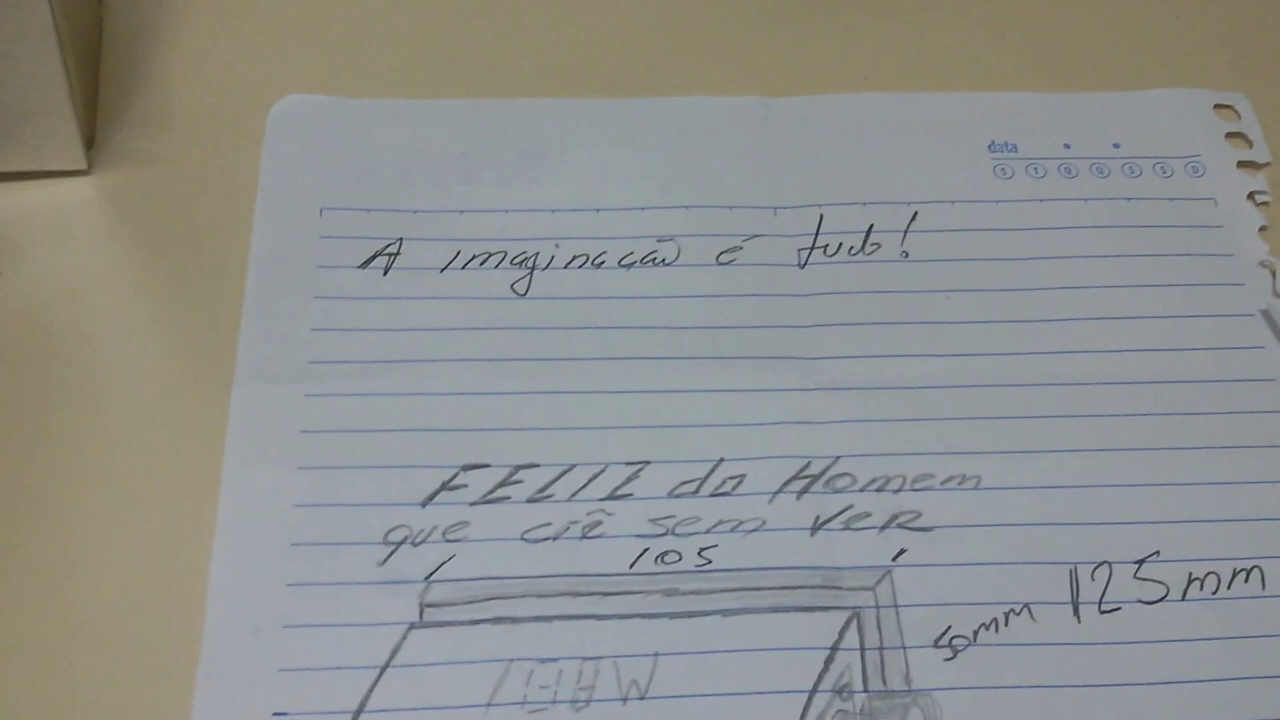 data
S T Q Q S S D
A imaginação é tudo!
FELIZ do Homem
que crê sem VER
105
50mm
125mm